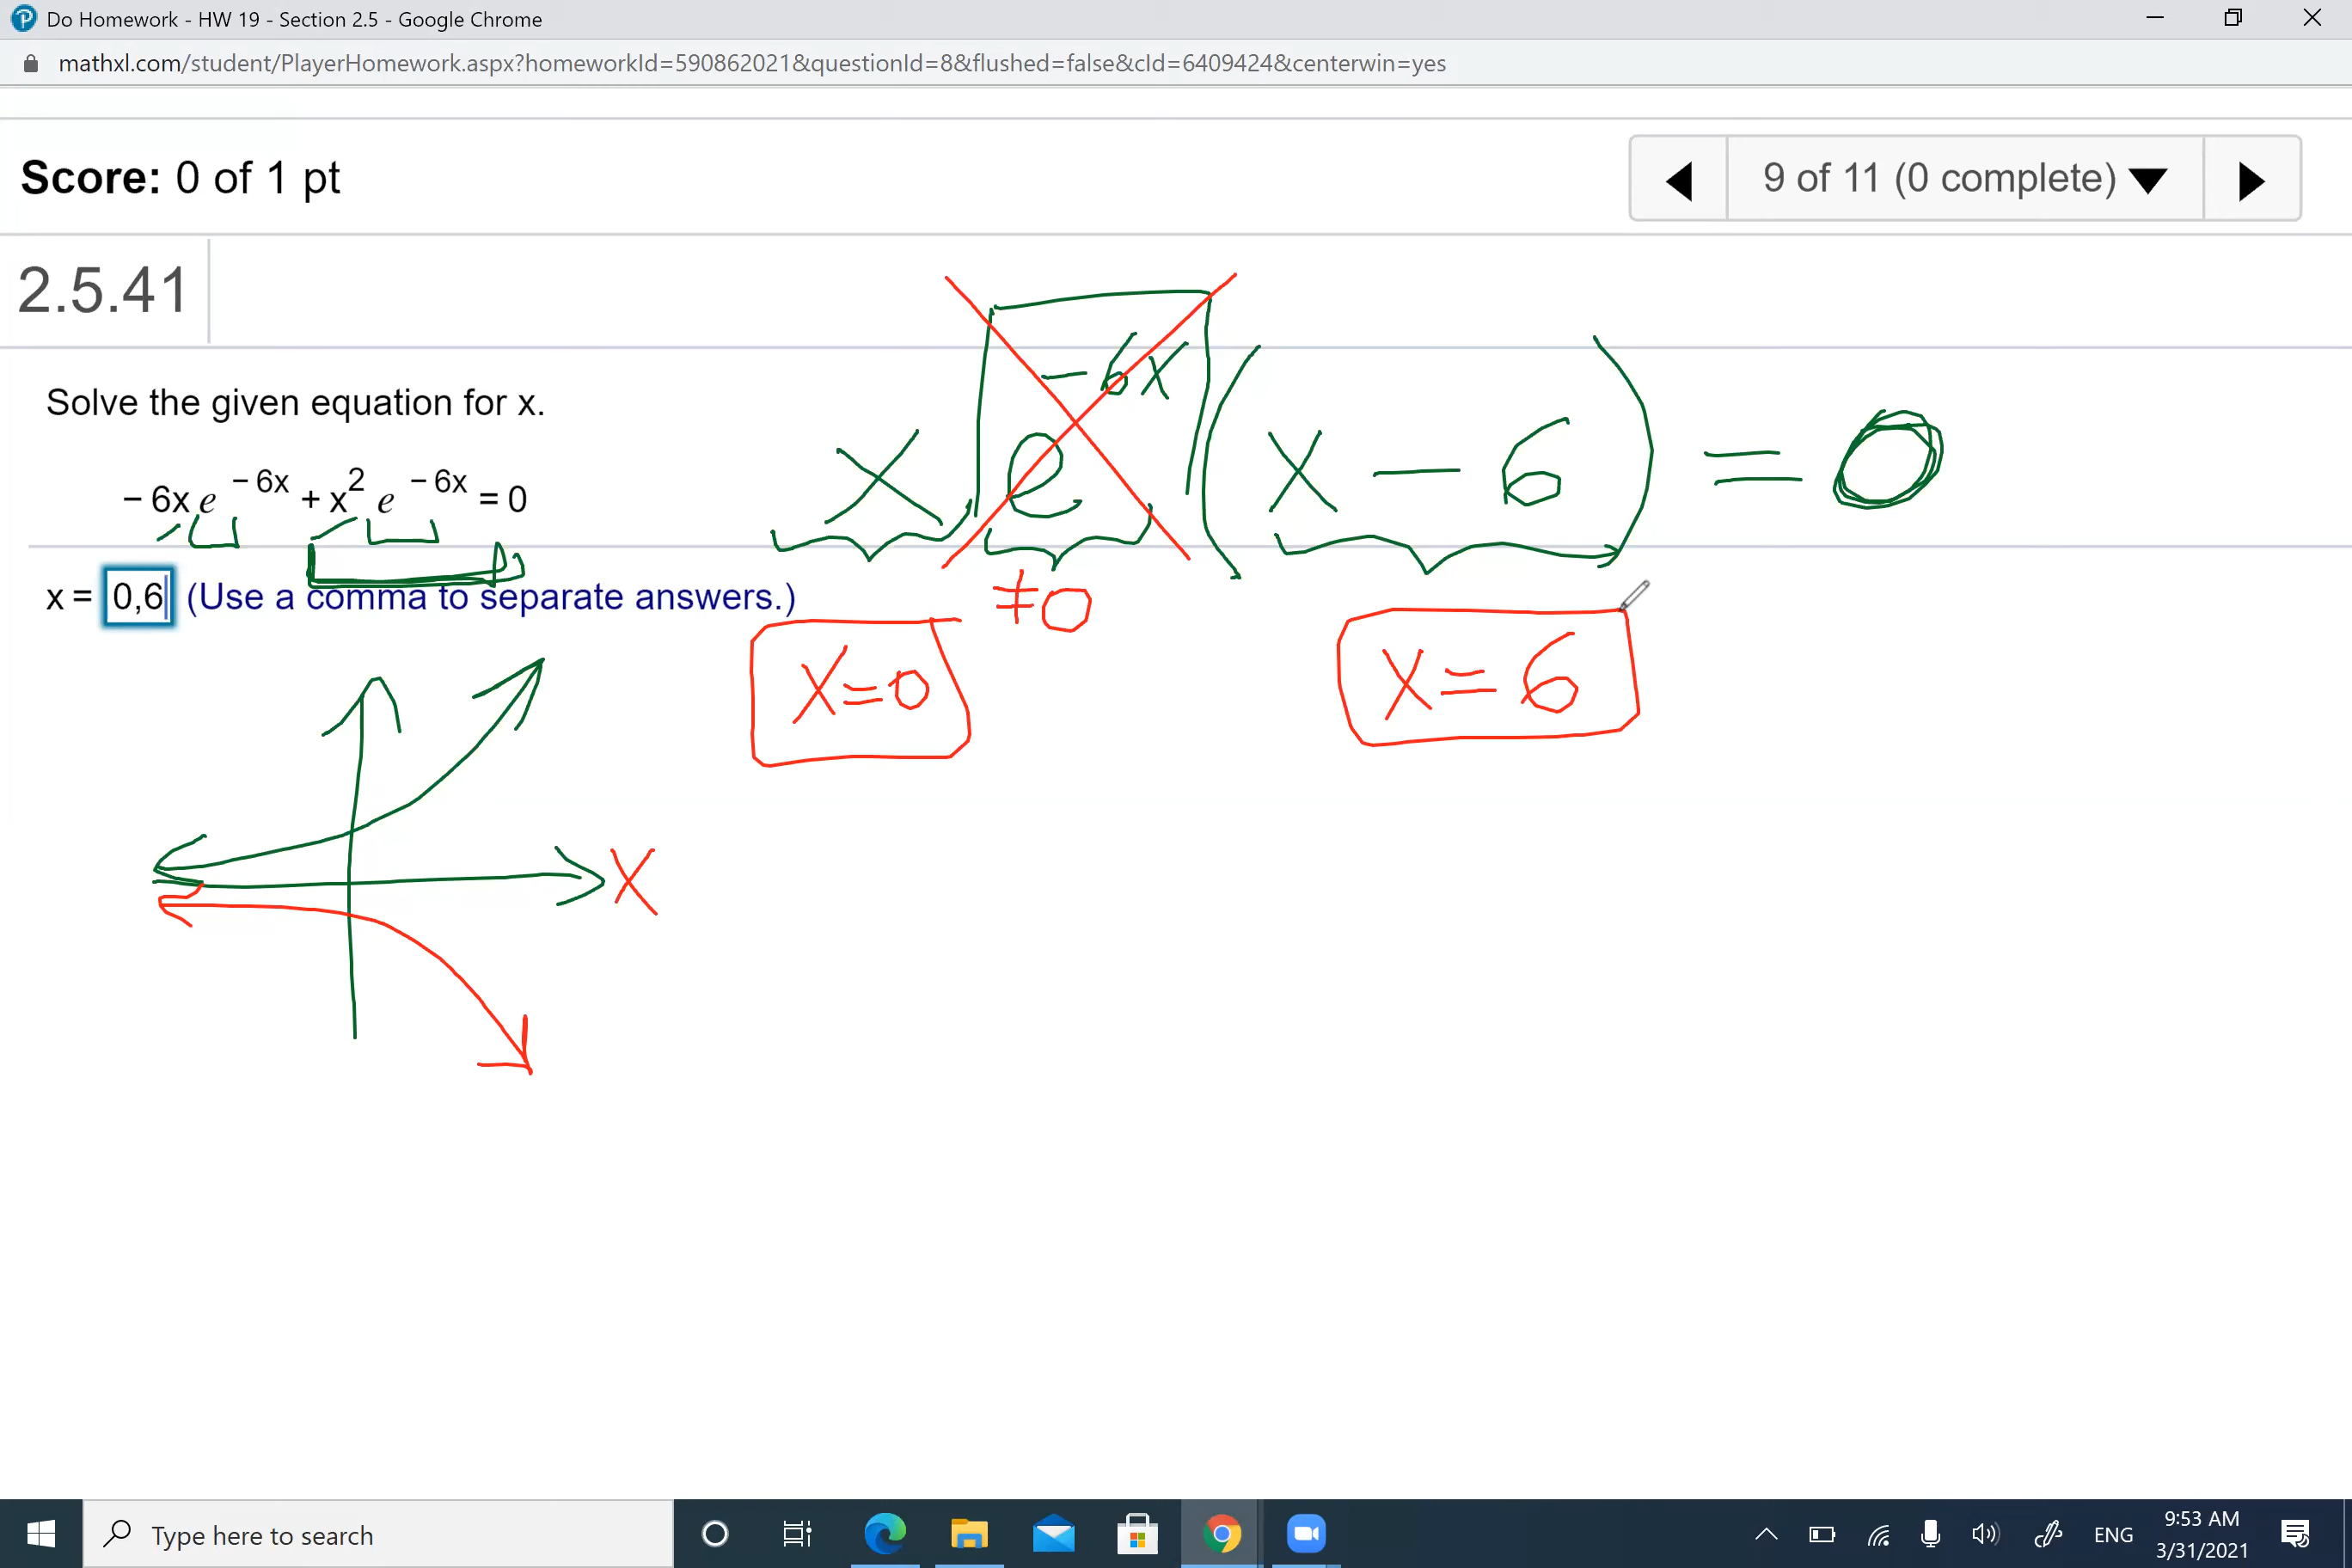 Do Homework - HW 19 - Section 2.5 - Google Chrome
mathxl.com/student/PlayerHomework.aspx?homeworkId=590862021&questionId=8&flushed=false&cId=6409424&centerwin=yes
Score: 0 of 1 pt
9 of 11 (0 complete)
2.5.41
Solve the given equation for x.
− 6x e^{− 6x} + x^2 e^{− 6x} = 0
x e^{−6x} (x − 6) = 0
x = 0,6 (Use a comma to separate answers.)
≠0
x=0
x=6
x
Type here to search
ENG
9:53 AM
3/31/2021